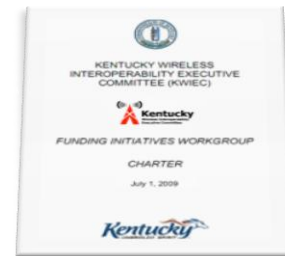 KENTUCKY WIRELESS
INTEROPERABILITY EXECUTIVE
COMMITTEE (KWIEC)
Kentucky
FUNDING INITIATIVES WORKGROUP
CHARTER
July 1, 2009
Kentucky